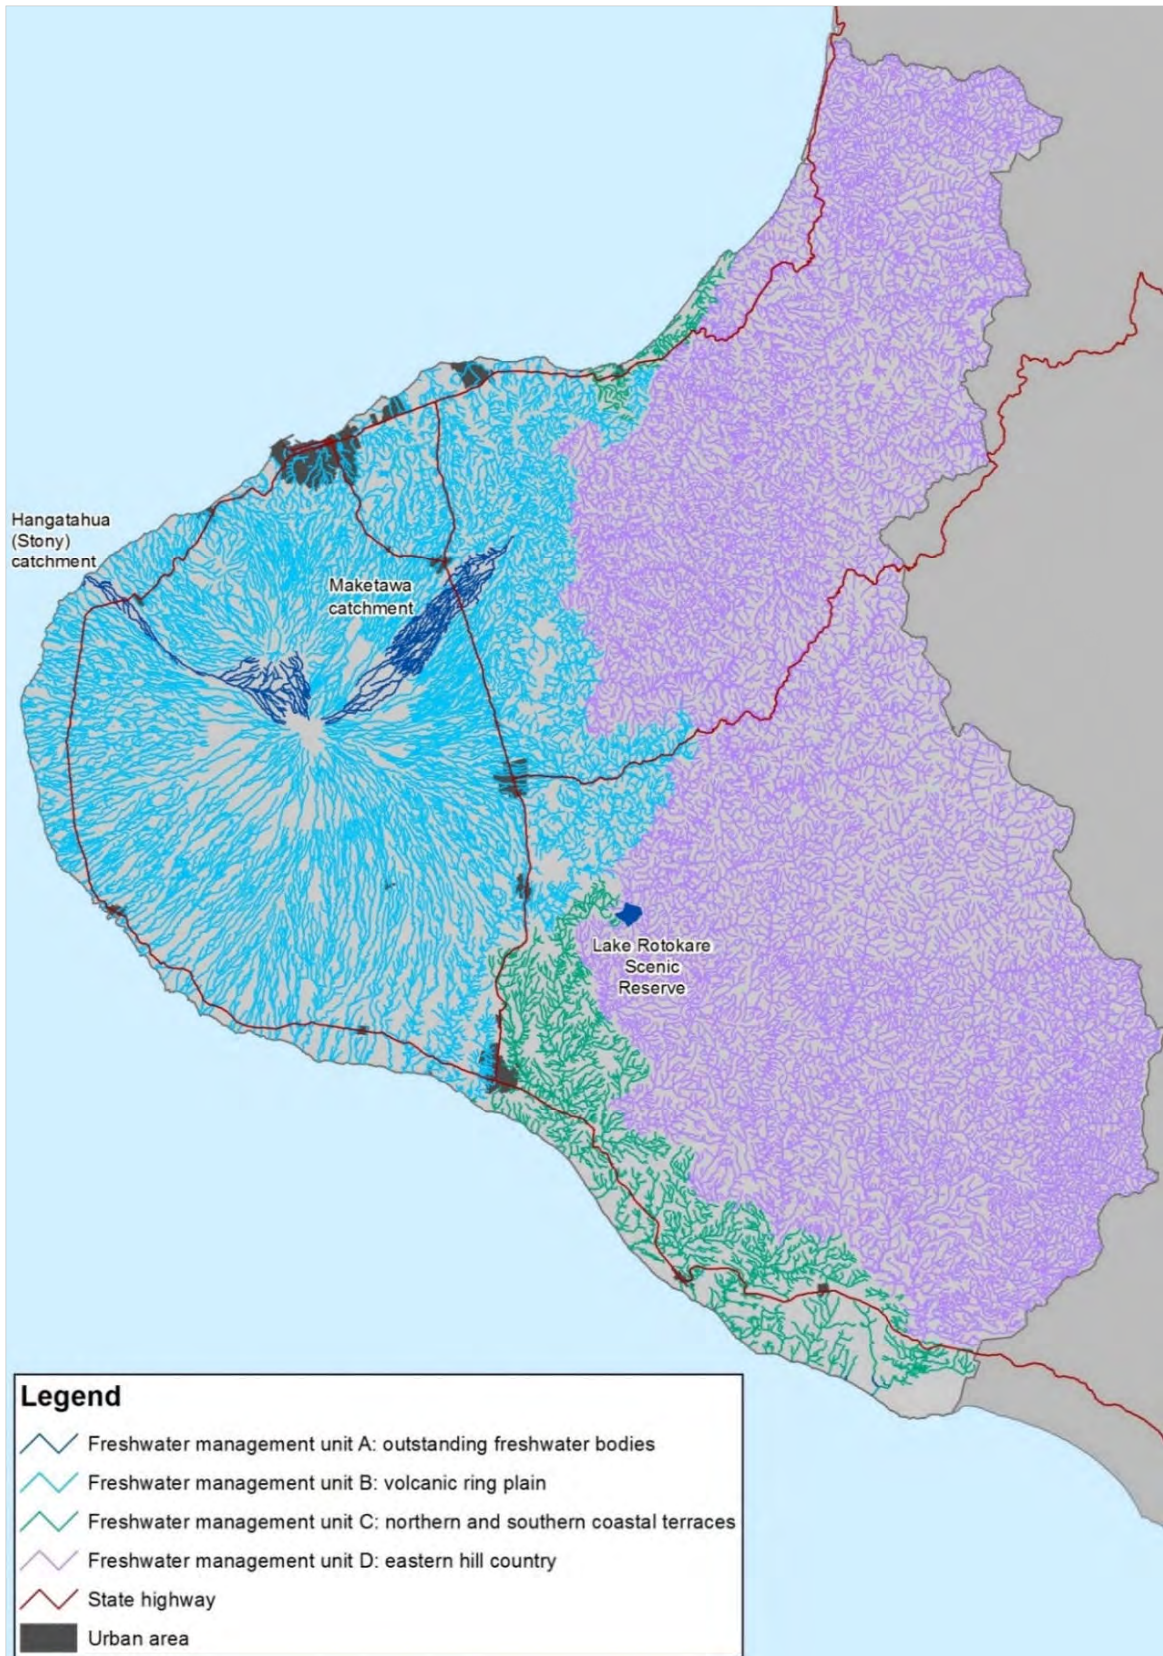 Hangatahua
(Stony)
catchment
Maketawa
catchment
Lake Rotokare
Scenic
Reserve
Legend
Freshwater management unit A: outstanding freshwater bodies
Freshwater management unit B: volcanic ring plain
Freshwater management unit C: northern and southern coastal terraces
Freshwater management unit D: eastern hill country
State highway
Urban area